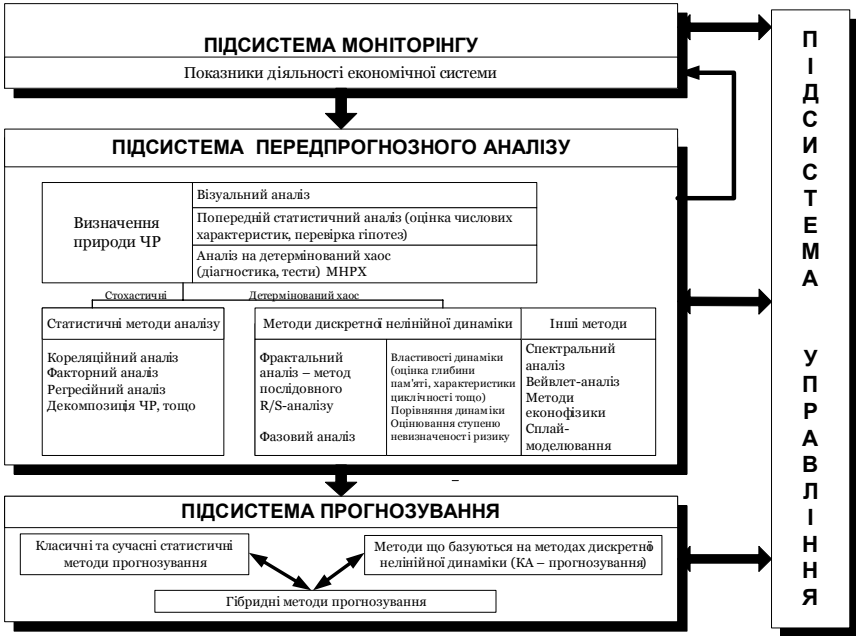 ПІДСИСТЕМА МОНІТОРІНГУ
Показники діяльності економічної системи
ПІДСИСТЕМА ПЕРЕДПРОГНОЗНОГО АНАЛІЗУ
Визначення
природи ЧР
Візуальний аналіз
Попередній статистичний аналіз (оцінка числових
характеристик, перевірка гіпотез)
Аналіз на детермінований хаос
(діагностика, тести) МНРХ
Стохастичні
Детермінований хаос
Статистичні методи аналізу
Кореляційний аналіз
Факторний аналіз
Регресійний аналіз
Декомпозиція ЧР, тощо
Методи дискретної нелінійної динаміки
Фрактальний
аналіз – метод
послідовного
R/S-аналізу
Фазовий аналіз
Властивості динаміки
(оцінка глибини
пам'яті, характеристики
циклічності тощо)
Порівняння динаміки
Оцінювання ступеню
невизначеності ризику
Інші методи
Спектральний
аналіз
Вейвлет-аналіз
Методи
еконофізики
Сплай-
моделювання
ПІДСИСТЕМА ПРОГНОЗУВАННЯ
Класичні та сучасні статистичні
методи прогнозування
Методи що базуються на методах дискретної
нелінійної динаміки (КА – прогнозування)
Гібридні методи прогнозування
ПІДСИСТЕМА УПРАВЛІННЯ